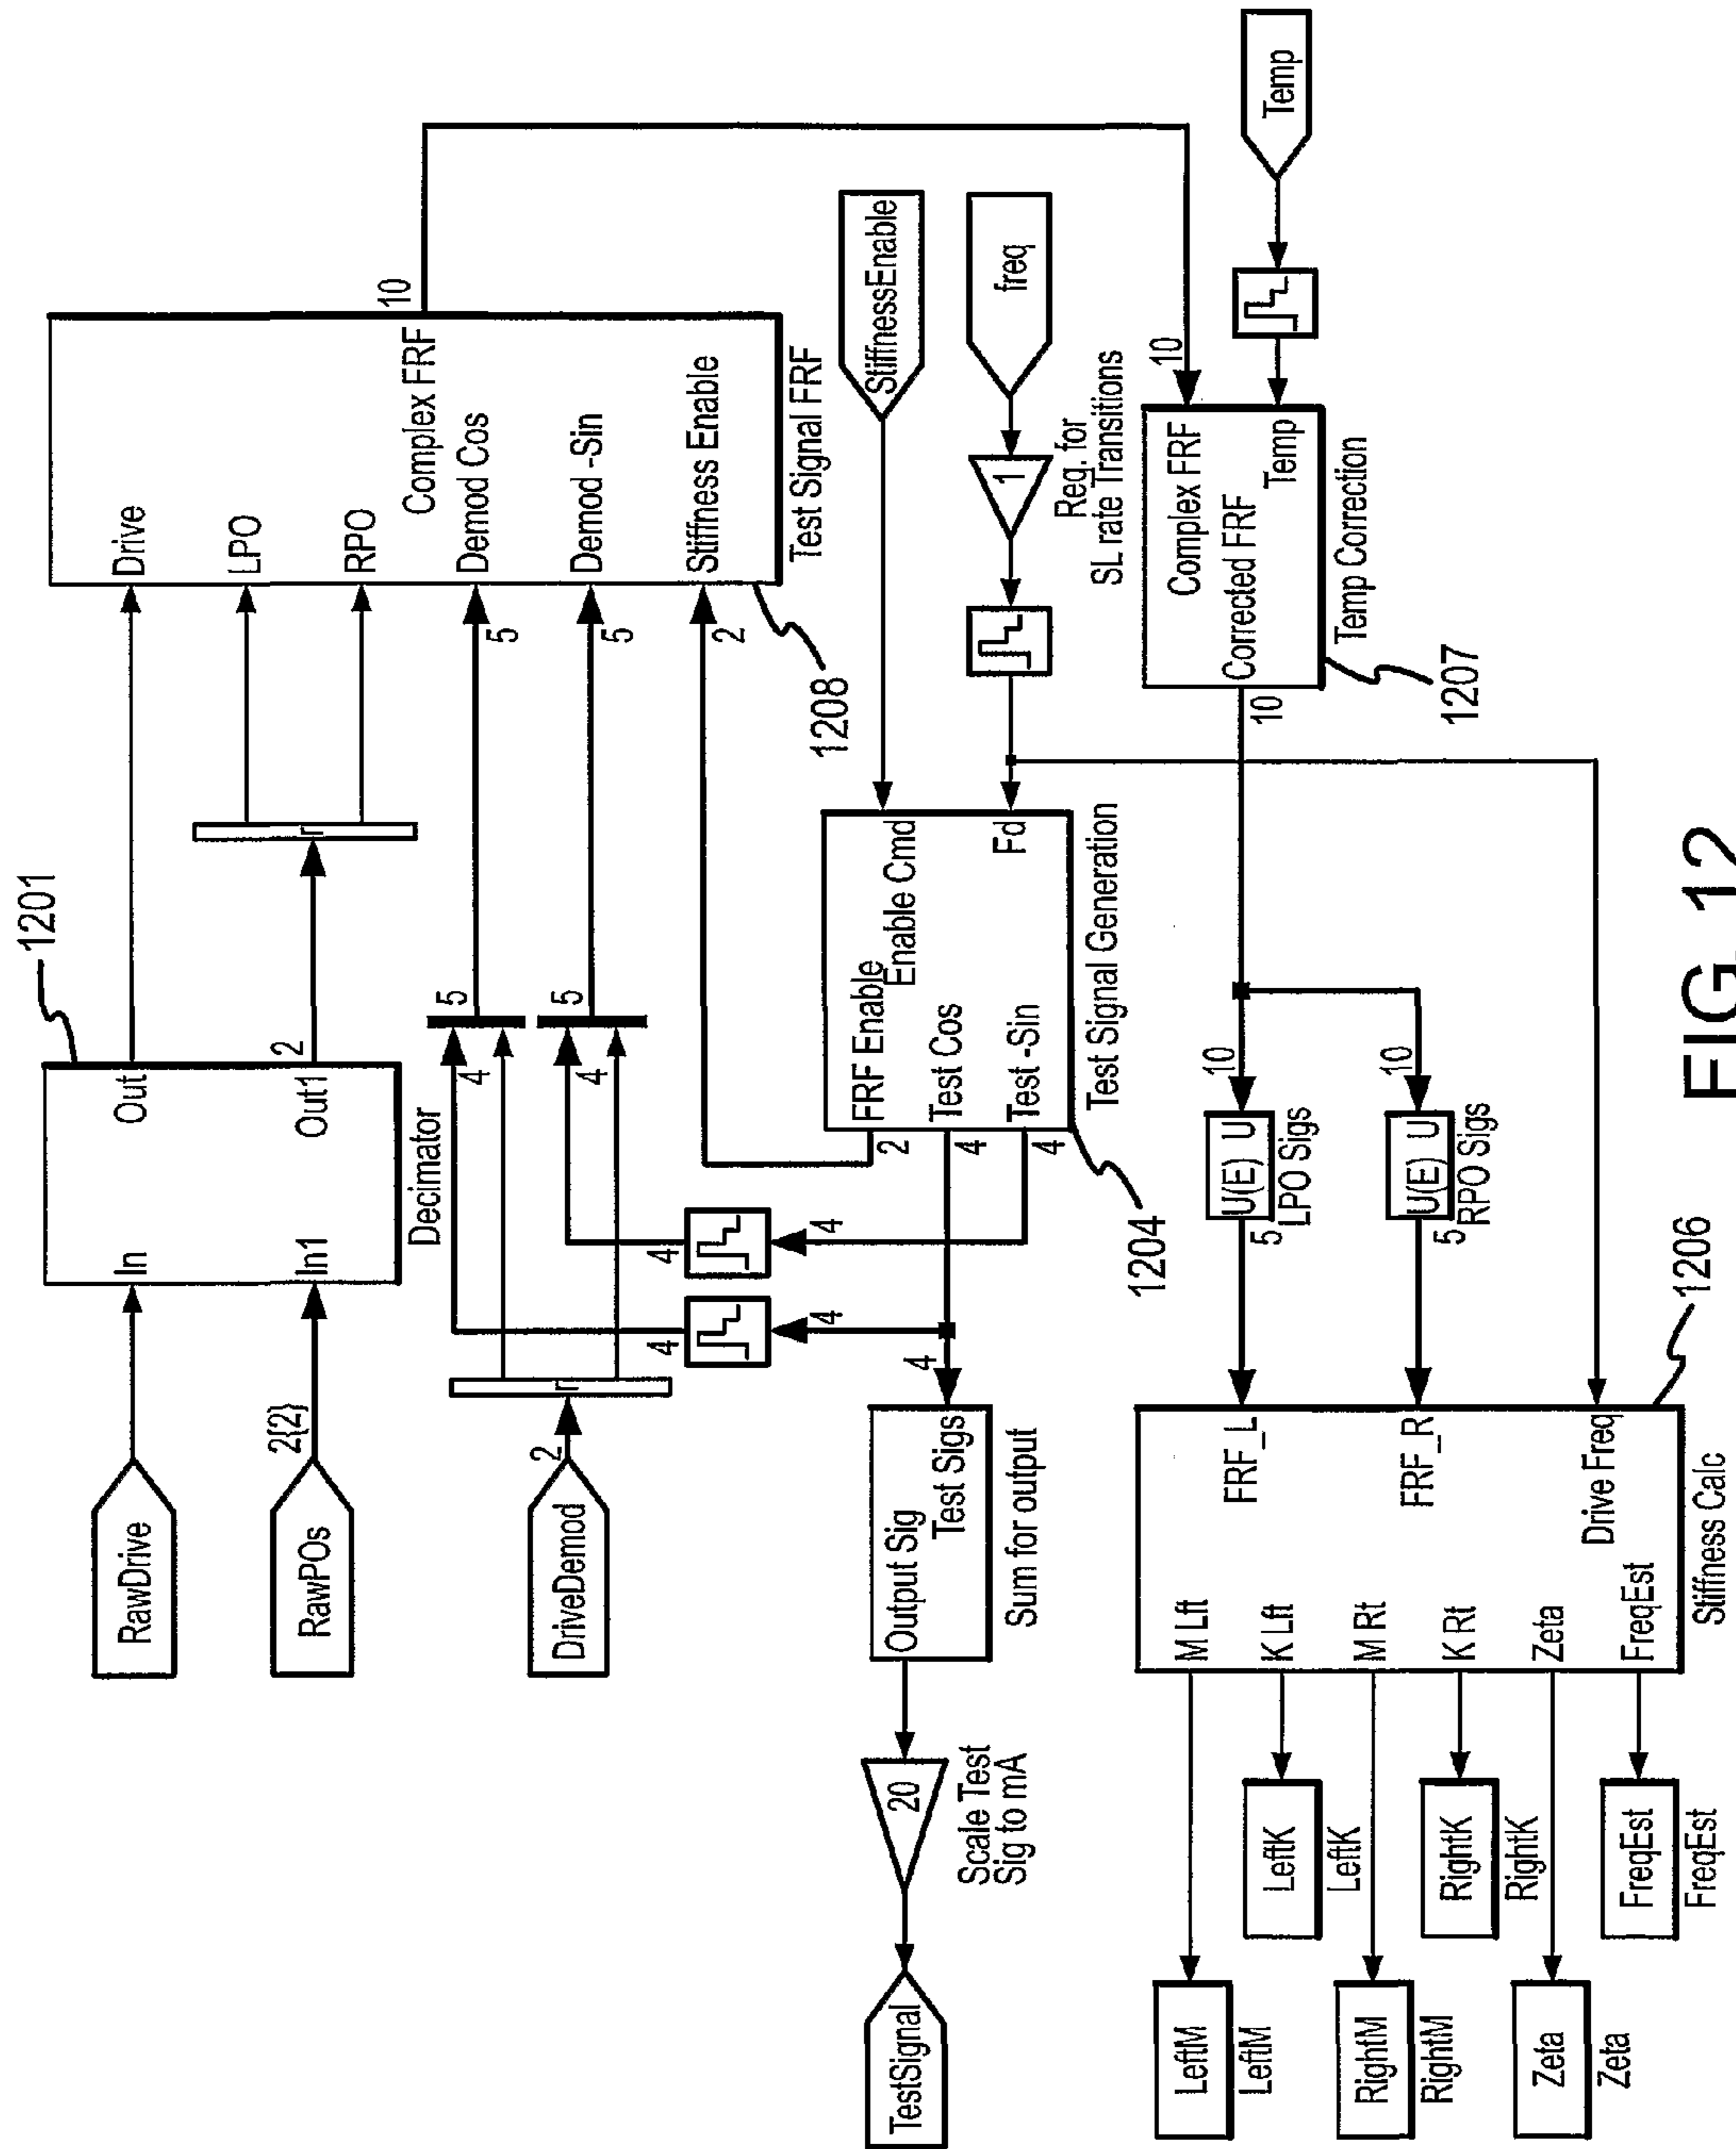 RawDrive
RawPOs
2{2}
In
In1
Out
Out1
2
Decimator
1201
r
Drive
LPO
RPO
Complex FRF
Demod Cos
Demod -Sin
Stiffness Enable
Test Signal FRF
10
5
5
2
1208
DriveDemod
2
r
4
5
4
5
4
4
4
4
StiffnessEnable
freq
1
Req. for
SL rate Transitions
FRF Enable
Enable Cmd
Test Cos
Fd
Test -Sin
Test Signal Generation
2
4
4
1204
4
Output Sig
Test Sigs
Sum for output
20
Scale Test
Sig to mA
TestSignal
Temp
10
Complex FRF
Corrected FRF
Temp
Temp Correction
10
1207
10
U(E) U
5
LPO Sigs
10
U(E) U
5
RPO Sigs
1206
FRF_L
FRF_R
Drive Freq
M Lft
K Lft
M Rt
K Rt
Zeta
FreqEst
Stiffness Calc
LeftM
LeftM
LeftK
LeftK
RightM
RightM
RightK
RightK
Zeta
Zeta
FreqEst
FreqEst
FIG. 12